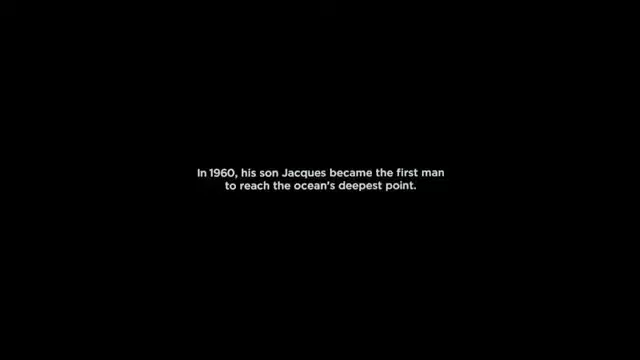 In 1960, his son Jacques became the first man
to reach the ocean's deepest point.